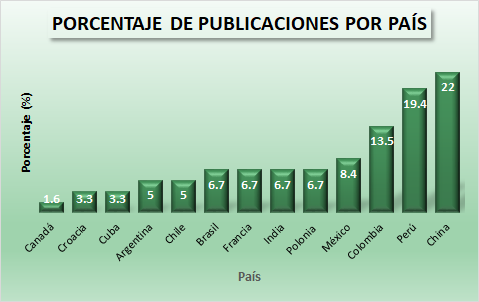 PORCENTAJE DE PUBLICACIONES POR PAÍS
Porcentaje (%)
1.6 3.3 3.3 5 5 6.7 6.7 6.7 6.7 8.4 13.5 19.4 22
Canadá Croacia Cuba Argentina Chile Brasil Francia India Polonia México Colombia Perú China
País